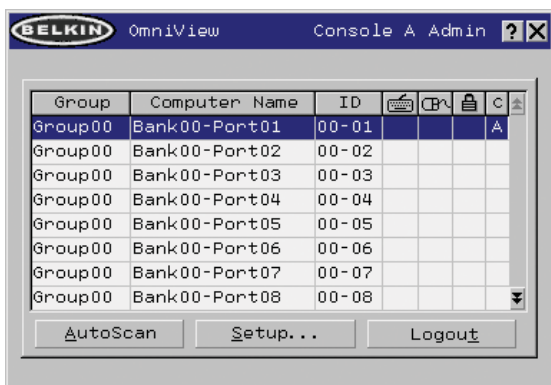 BELKIN OmniView Console A Admin ? X
Group Computer Name ID C
Group00 Bank00-Port01 00-01 A
Group00 Bank00-Port02 00-02
Group00 Bank00-Port03 00-03
Group00 Bank00-Port04 00-04
Group00 Bank00-Port05 00-05
Group00 Bank00-Port06 00-06
Group00 Bank00-Port07 00-07
Group00 Bank00-Port08 00-08
AutoScan Setup... Logout